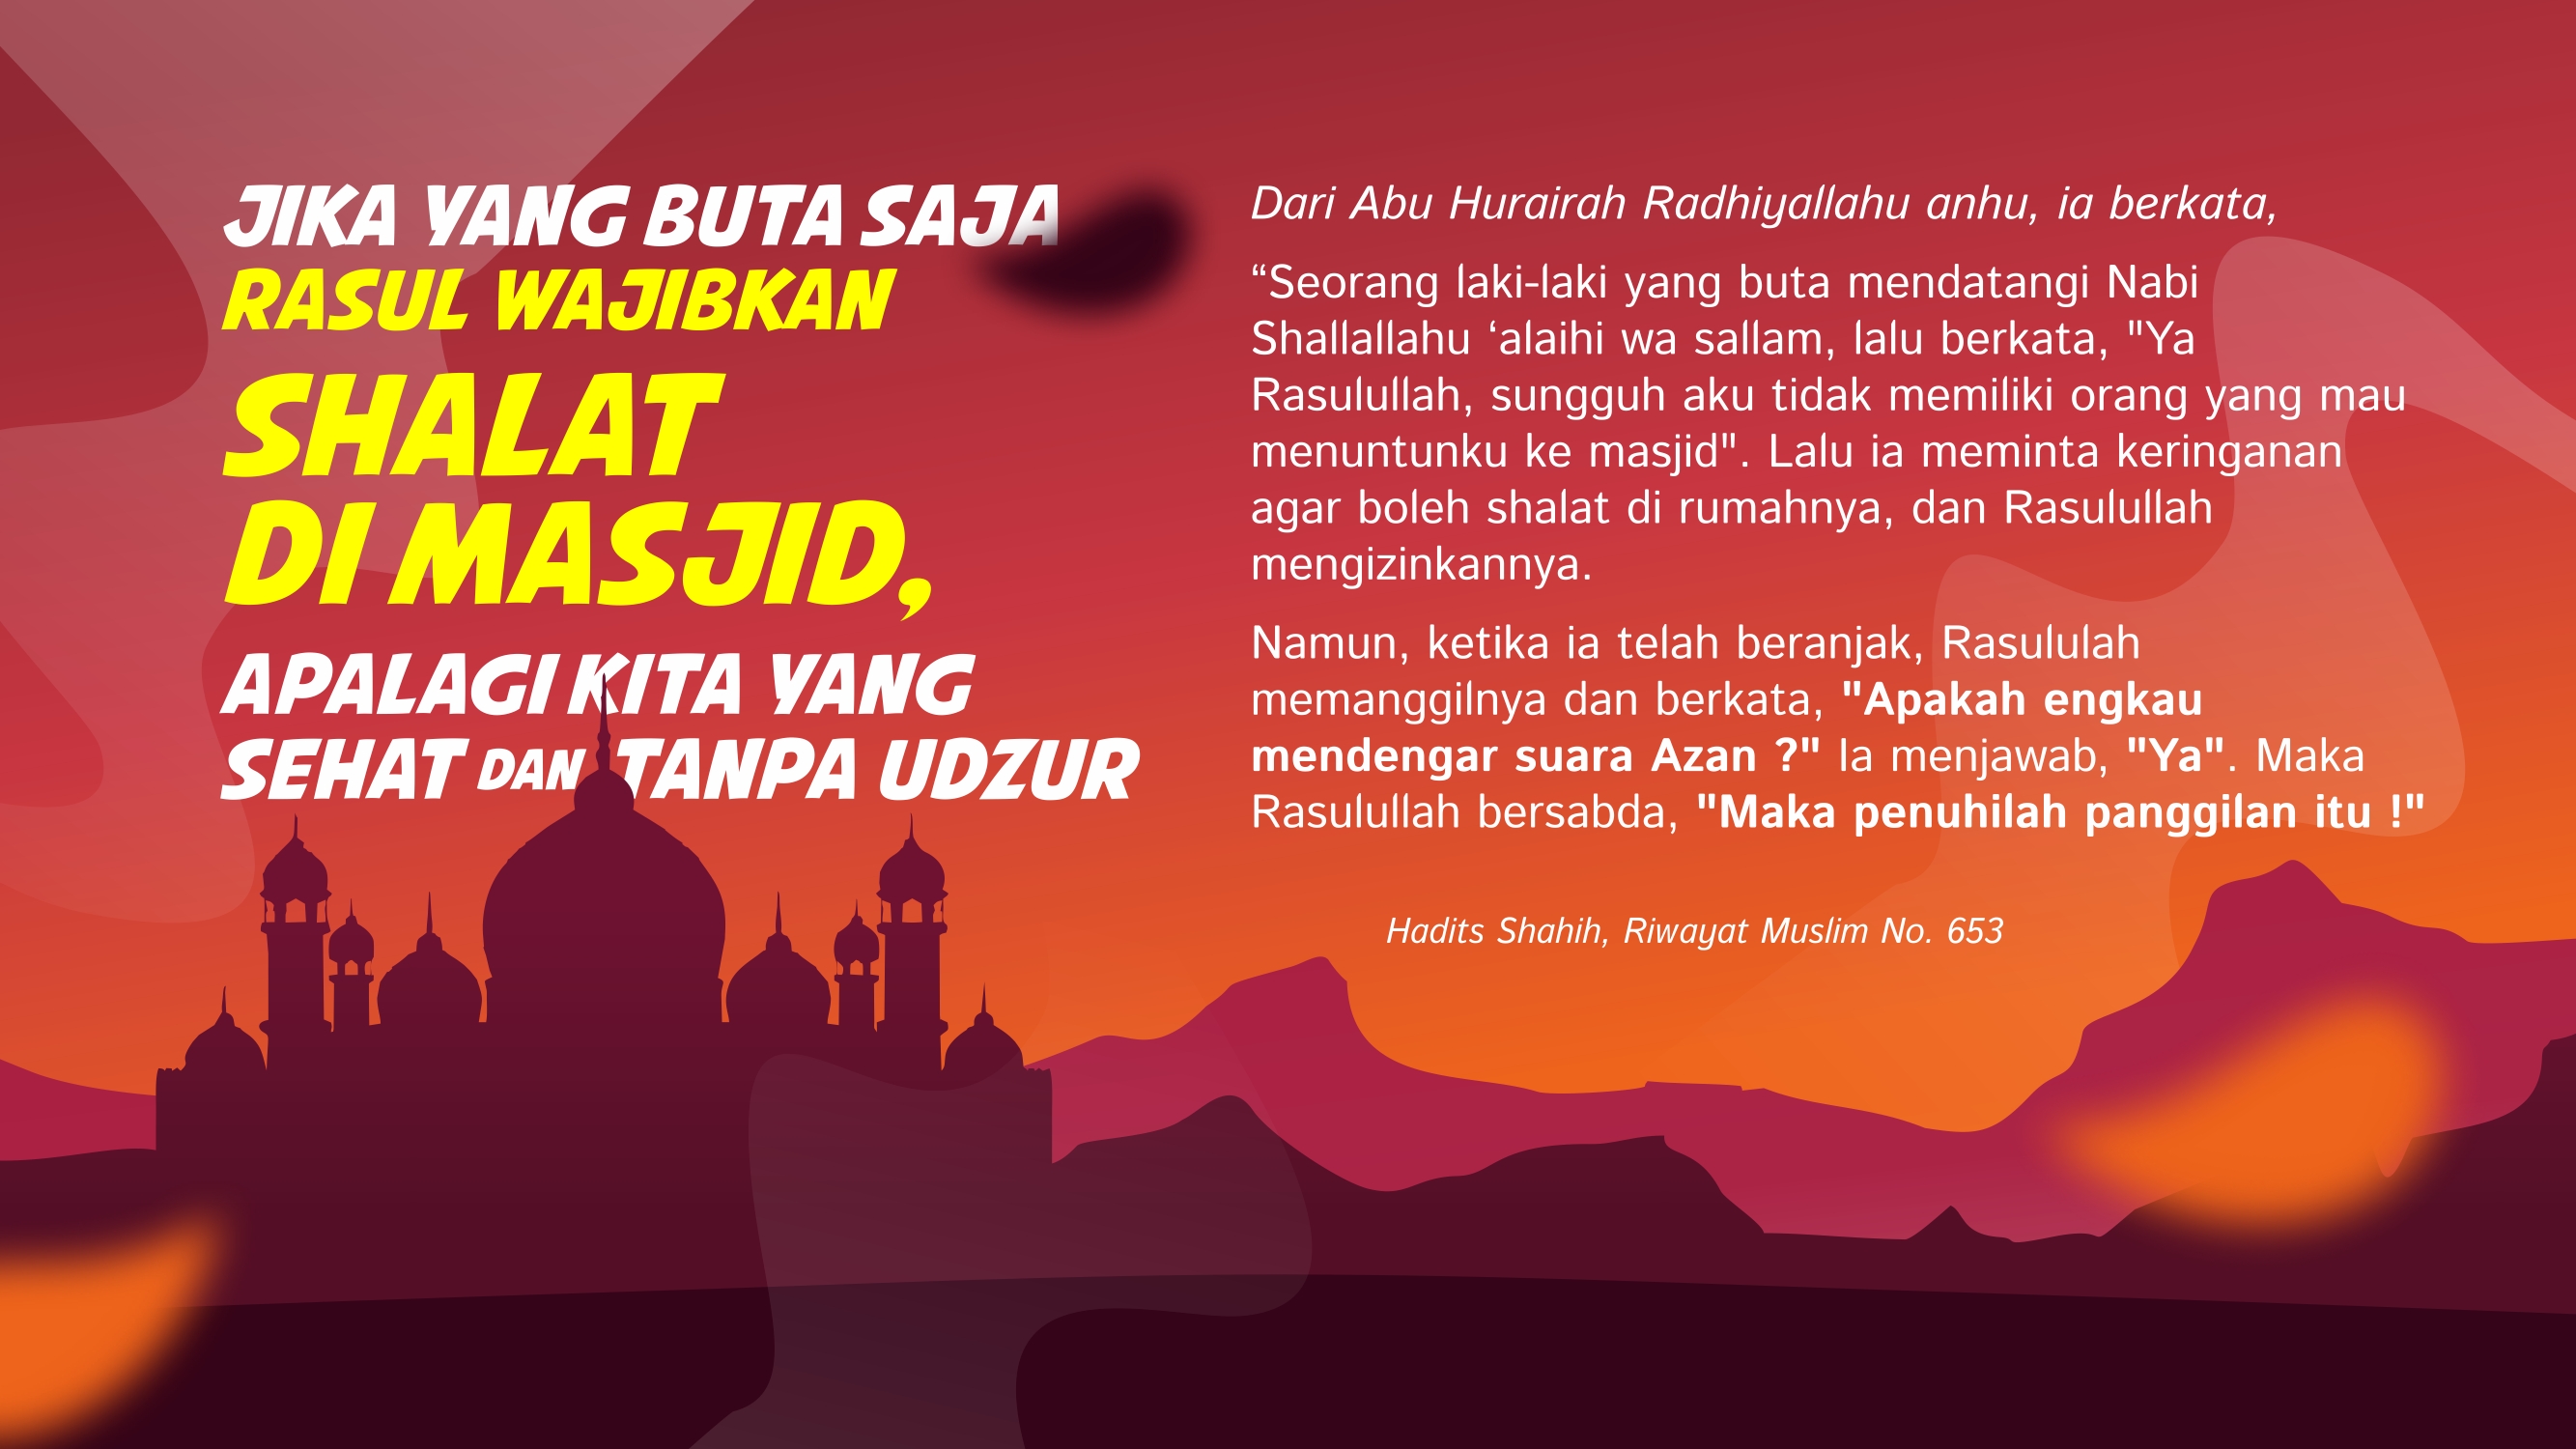 JIKA YANG BUTA SAJA
RASUL WAJIBKAN
SHALAT
DI MASJID,
APALAGI KITA YANG
SEHAT DAN TANPA UDZUR
Dari Abu Hurairah Radhiyallahu anhu, ia berkata,
“Seorang laki-laki yang buta mendatangi Nabi
Shallallahu ‘alaihi wa sallam, lalu berkata, "Ya
Rasulullah, sungguh aku tidak memiliki orang yang mau
menuntunku ke masjid". Lalu ia meminta keringanan
agar boleh shalat di rumahnya, dan Rasulullah
mengizinkannya.
Namun, ketika ia telah beranjak, Rasululah
memanggilnya dan berkata, "Apakah engkau
mendengar suara Azan ?" Ia menjawab, "Ya". Maka
Rasulullah bersabda, "Maka penuhilah panggilan itu !"
Hadits Shahih, Riwayat Muslim No. 653